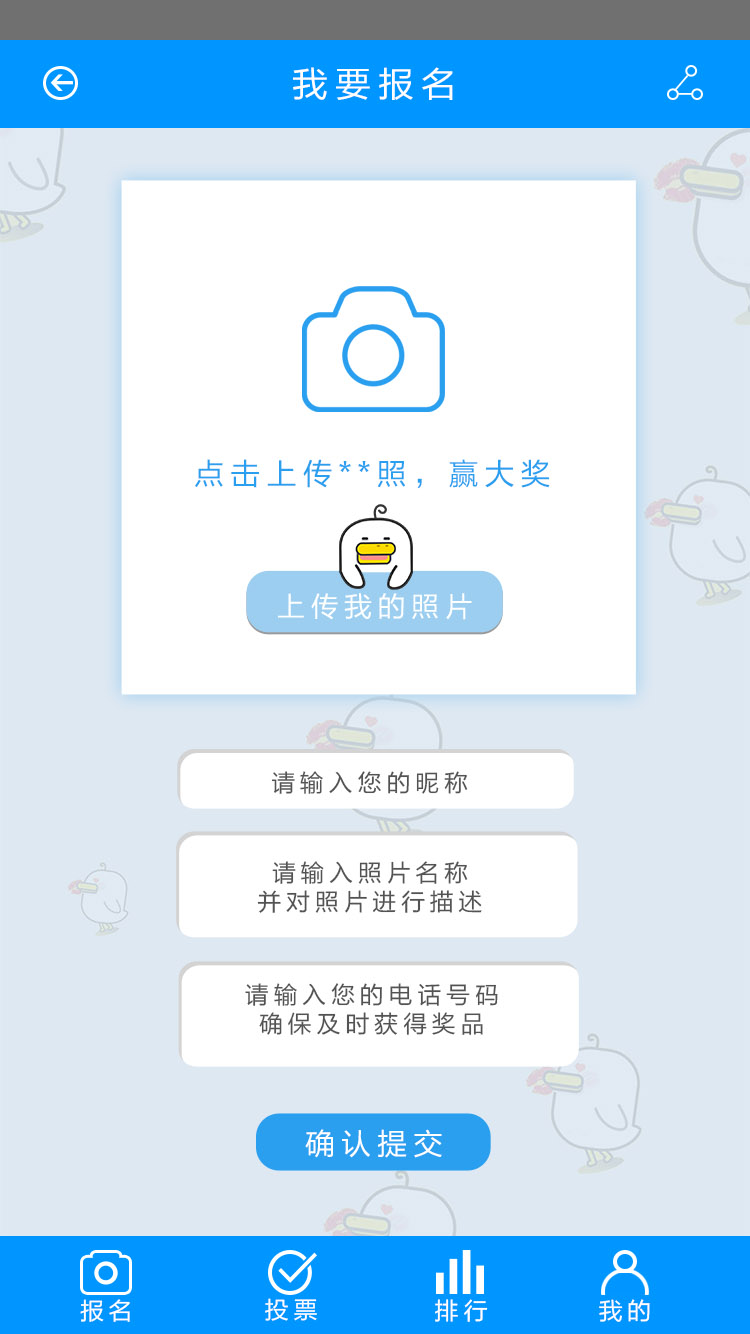 我要报名
点击上传**照，赢大奖
上传我的照片
请输入您的昵称
请输入照片名称
并对照片进行描述
请输入您的电话号码
确保及时获得奖品
确认提交
报名 投票 排行 我的